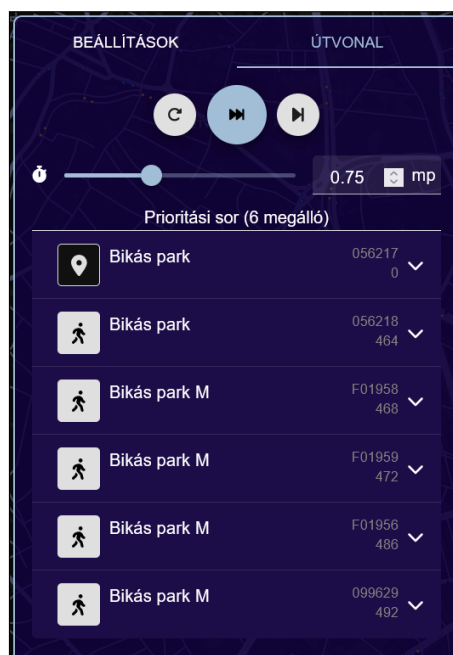 BEÁLLÍTÁSOK ÚTVONAL
0.75 mp
Prioritási sor (6 megálló)
Bikás park 056217
0
Bikás park 056218
464
Bikás park M F01958
468
Bikás park M F01959
472
Bikás park M F01956
486
Bikás park M 099629
492